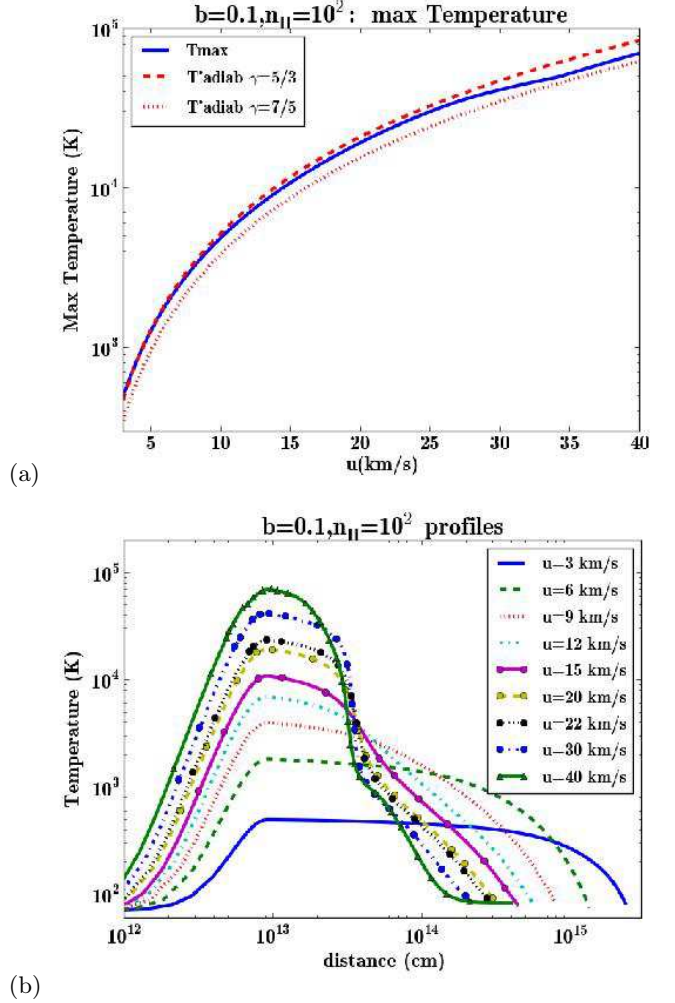 b=0.1,n_H=10^2: max Temperature
10^5
10^4
10^3
Max Temperature (K)
Tmax
T'adiab γ=5/3
T'adiab γ=7/5
5 10 15 20 25 30 35 40
u(km/s)
(a)
b=0.1,n_H=10^2 profiles
10^5
10^4
10^3
10^2
Temperature (K)
u=3 km/s
u=6 km/s
u=9 km/s
u=12 km/s
u=15 km/s
u=20 km/s
u=22 km/s
u=30 km/s
u=40 km/s
10^12 10^13 10^14 10^15
distance (cm)
(b)